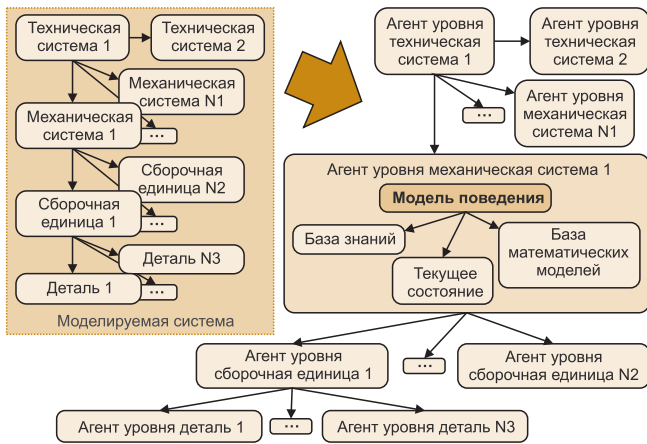 Техническая
система 1
Техническая
система 2
Механическая
система N1
...
Механическая
система 1
Сборочная
единица N2
...
Сборочная
единица 1
Деталь N3
...
Деталь 1
Моделируемая система
Агент уровня
техническая
система 1
Агент уровня
техническая
система 2
...
Агент уровня
механическая
система N1
Агент уровня механическая система 1
Модель поведения
База знаний
Текущее
состояние
База
математических
моделей
Агент уровня
сборочная единица 1
...
Агент уровня
сборочная единица N2
Агент уровня деталь 1
...
Агент уровня деталь N3